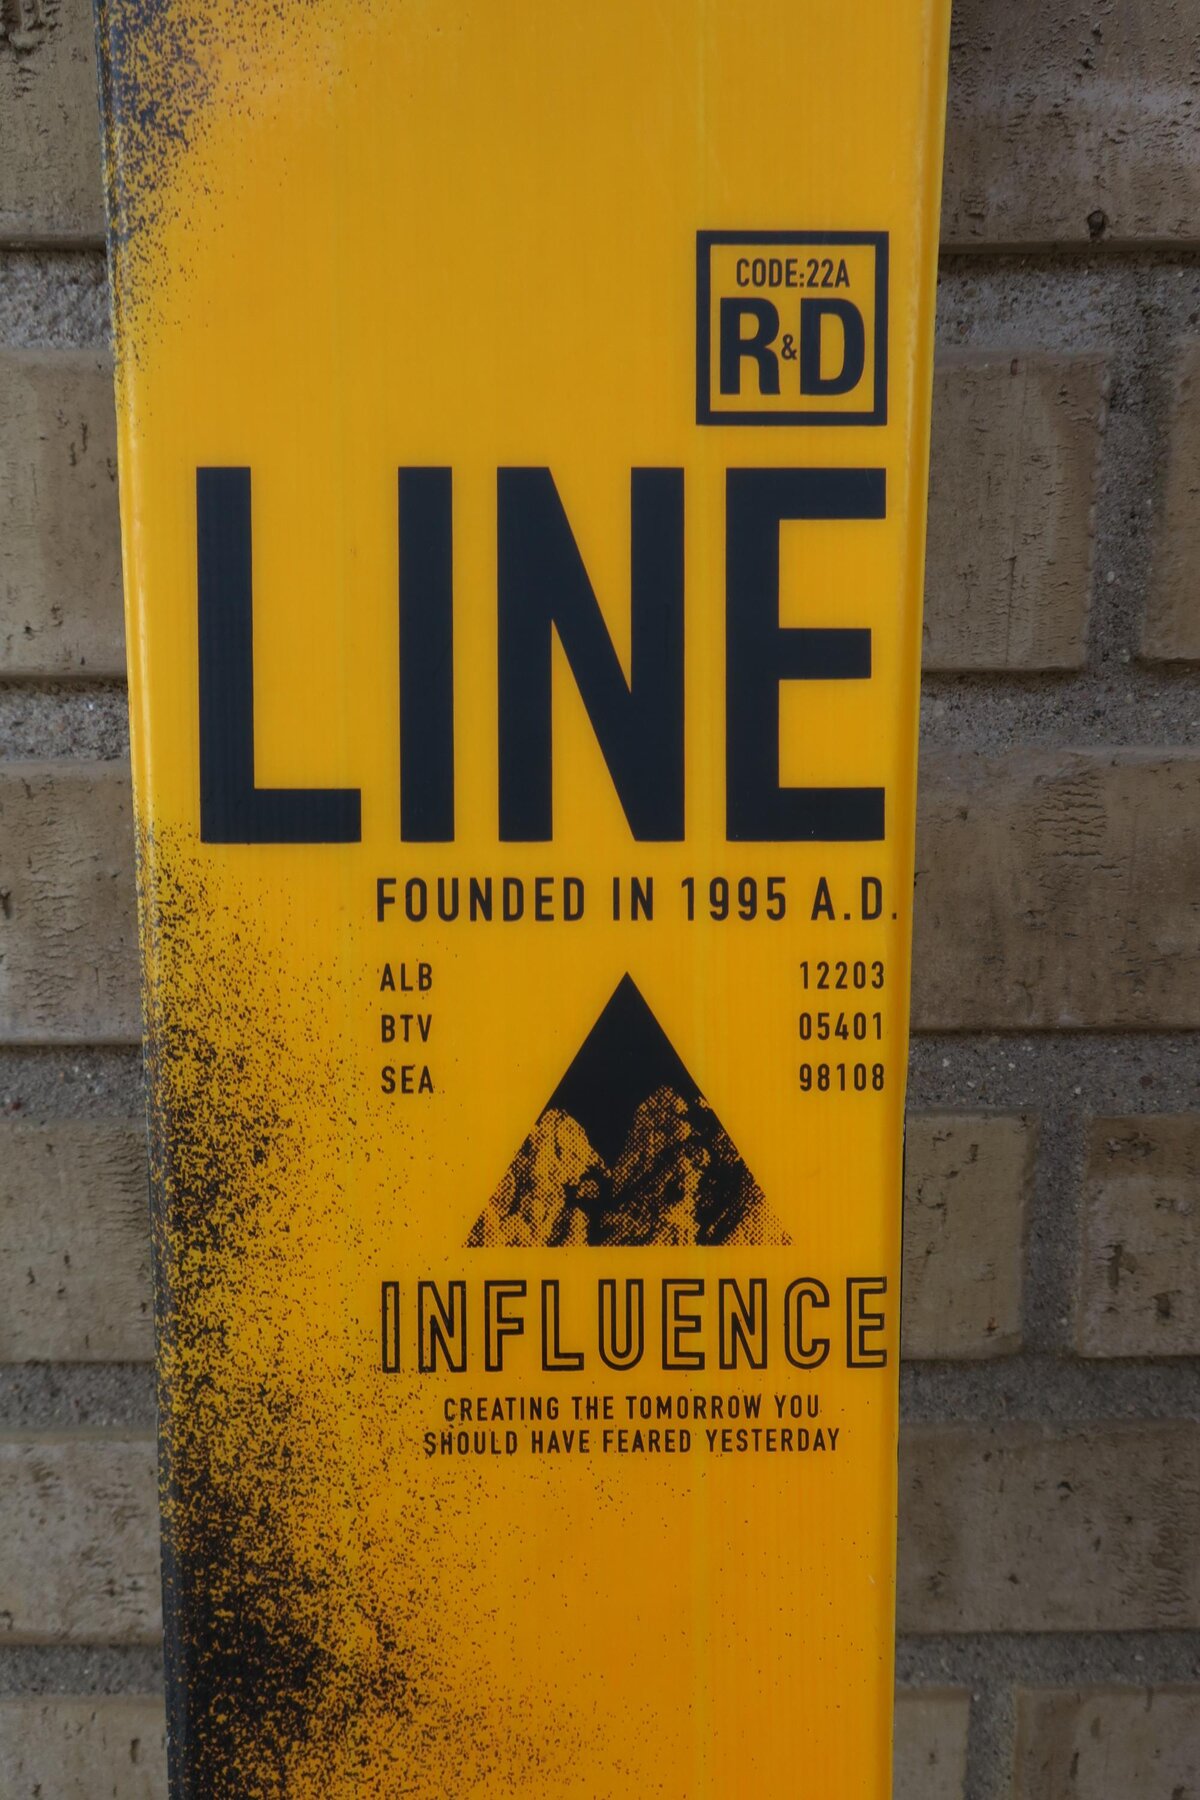 CODE:22A
R&D
LINE
FOUNDED IN 1995 A.D.
ALB 12203
BTV 05401
SEA 98108
INFLUENCE
CREATING THE TOMORROW YOU
SHOULD HAVE FEARED YESTERDAY